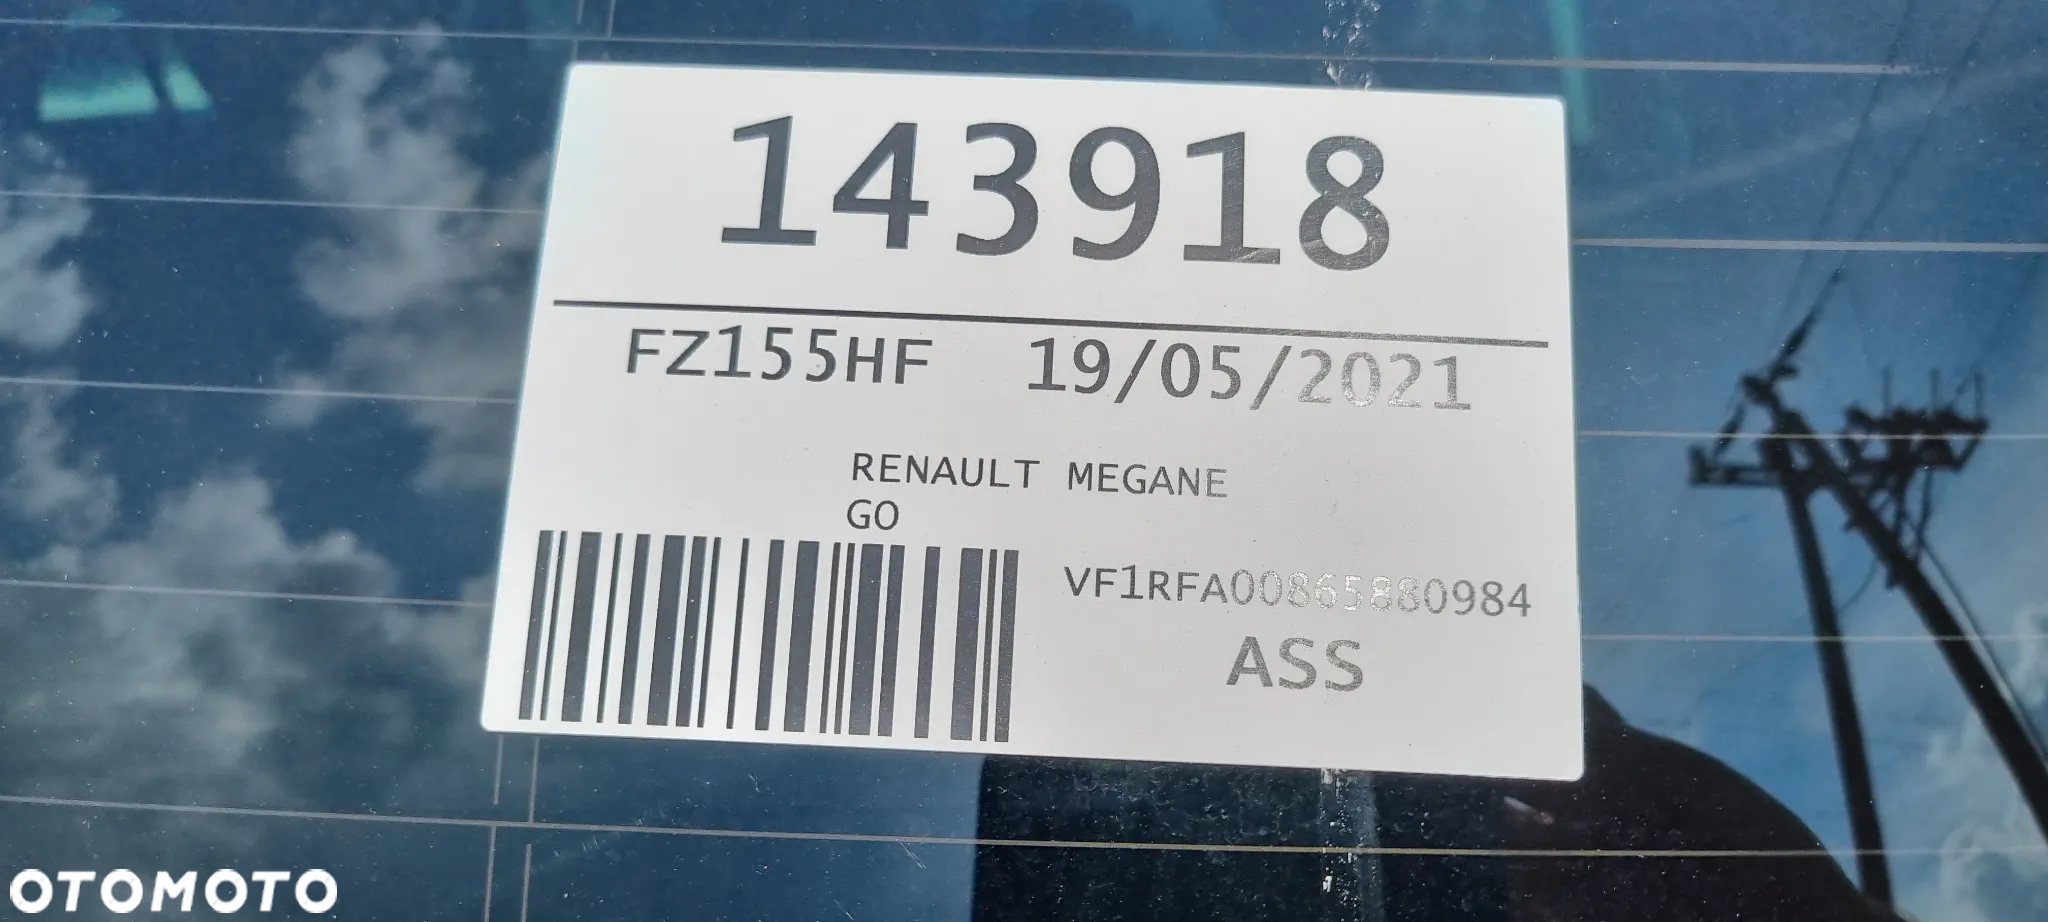 143918
FZ155HF 19/05/2021
RENAULT MEGANE
GO
VF1RFA00865880984
ASS
OTOMOTO